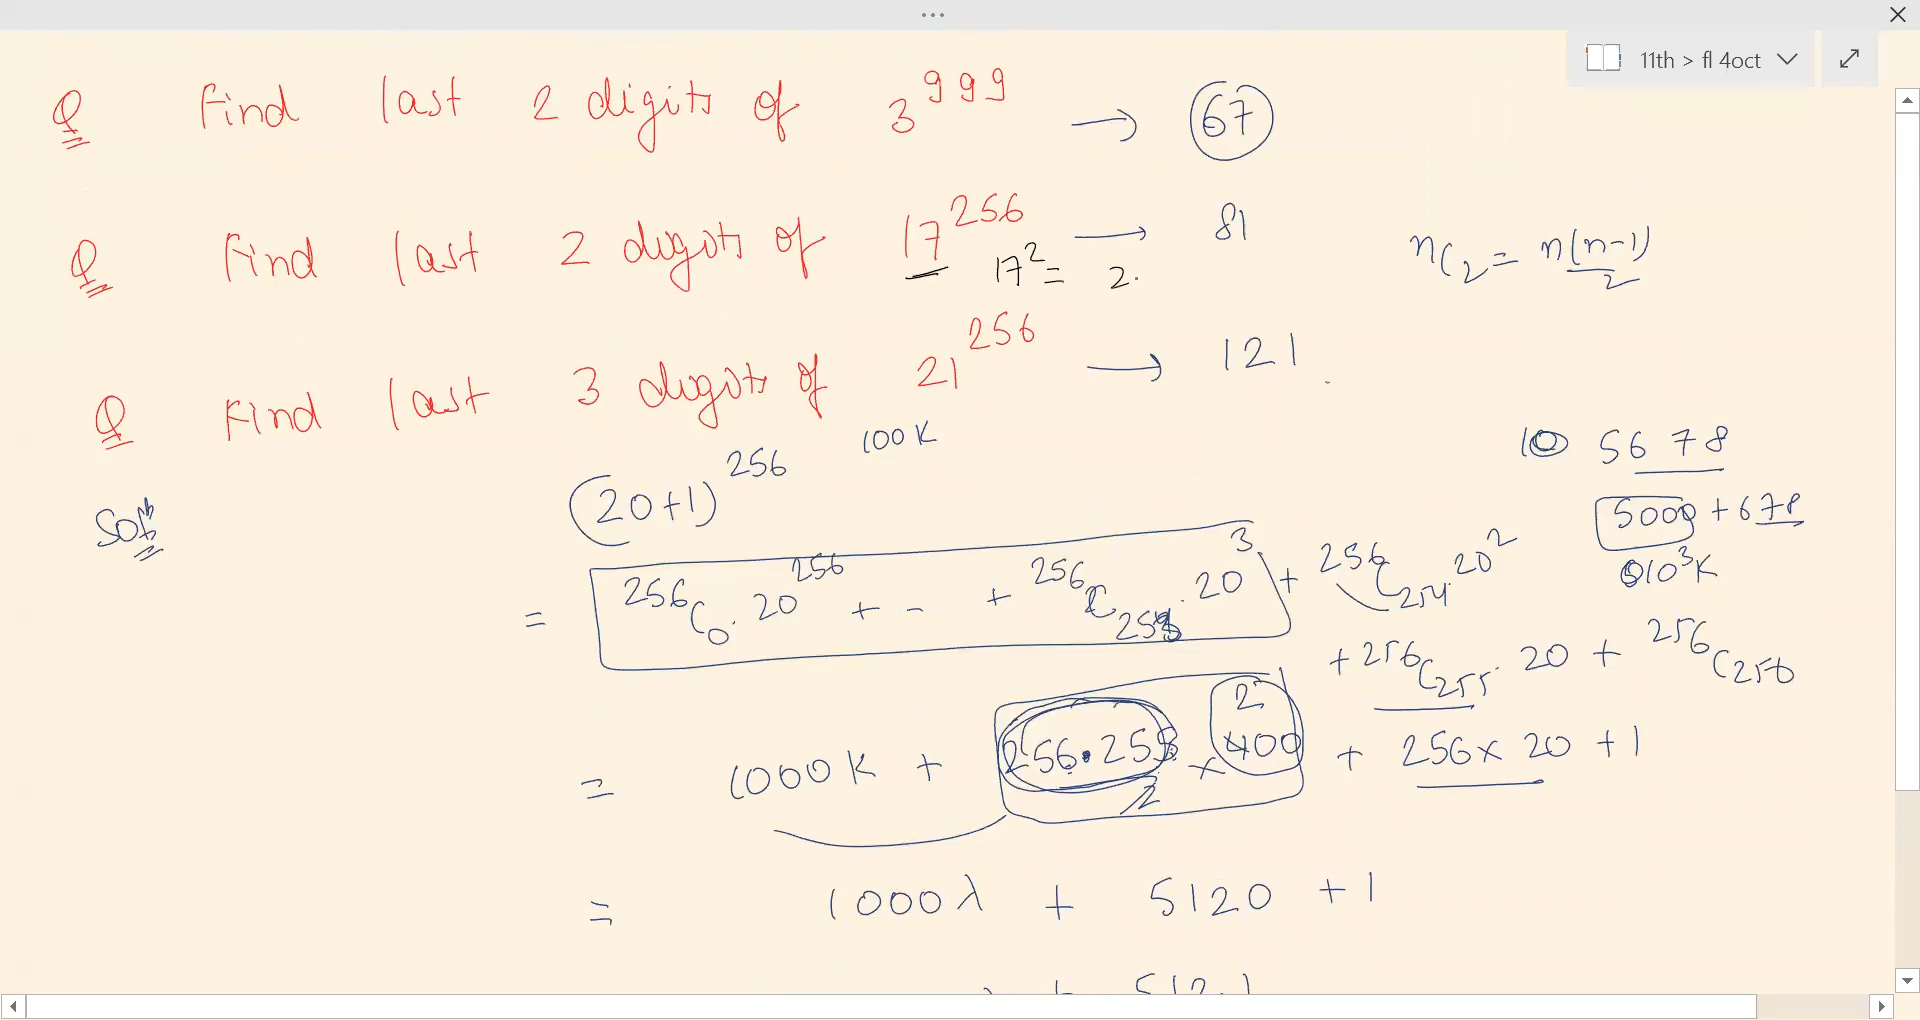 11th > fl 4oct
Q Find last 2 digits of 3^999 → 67
Q Find last 2 digits of 17^256 → 81
17^2 = 2.
nC2 = n(n-1)/2
Q Find last 3 digits of 21^256 → 121
100K
10 5678
Sol^n (20+1)^256
5000 + 678
10^3K
= 256C0 . 20^256 + - + 256C253 . 20^3 + 256C254 . 20^2
+ 256C255 . 20 + 256C256
= 1000K + 256.255/2 × 400 + 256 × 20 + 1
2
= 1000λ + 5120 + 1
λ + 5121